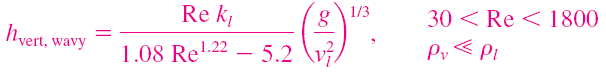 h_vert, wavy = Re k_l / (1.08 Re^1.22 − 5.2) (g / ν_l^2)^1/3, 30 < Re < 1800
ρ_v ≪ ρ_l